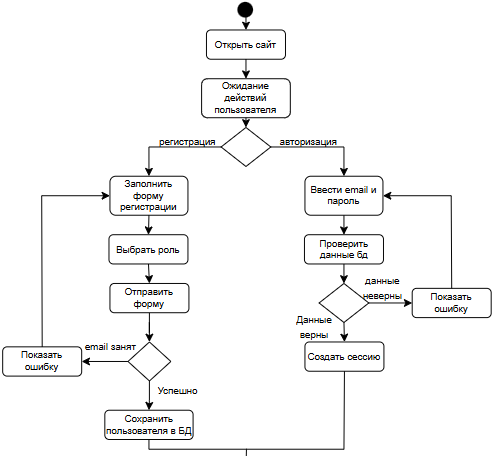 Открыть сайт
Ожидание
действий
пользователя
регистрация
авторизация
Заполнить
форму
регистрации
Ввести email и
пароль
Выбрать роль
Проверить
данные бд
Отправить
форму
данные
неверны
Показать
ошибку
Данные
верны
email занят
Показать
ошибку
Создать сессию
Успешно
Сохранить
пользователя в БД